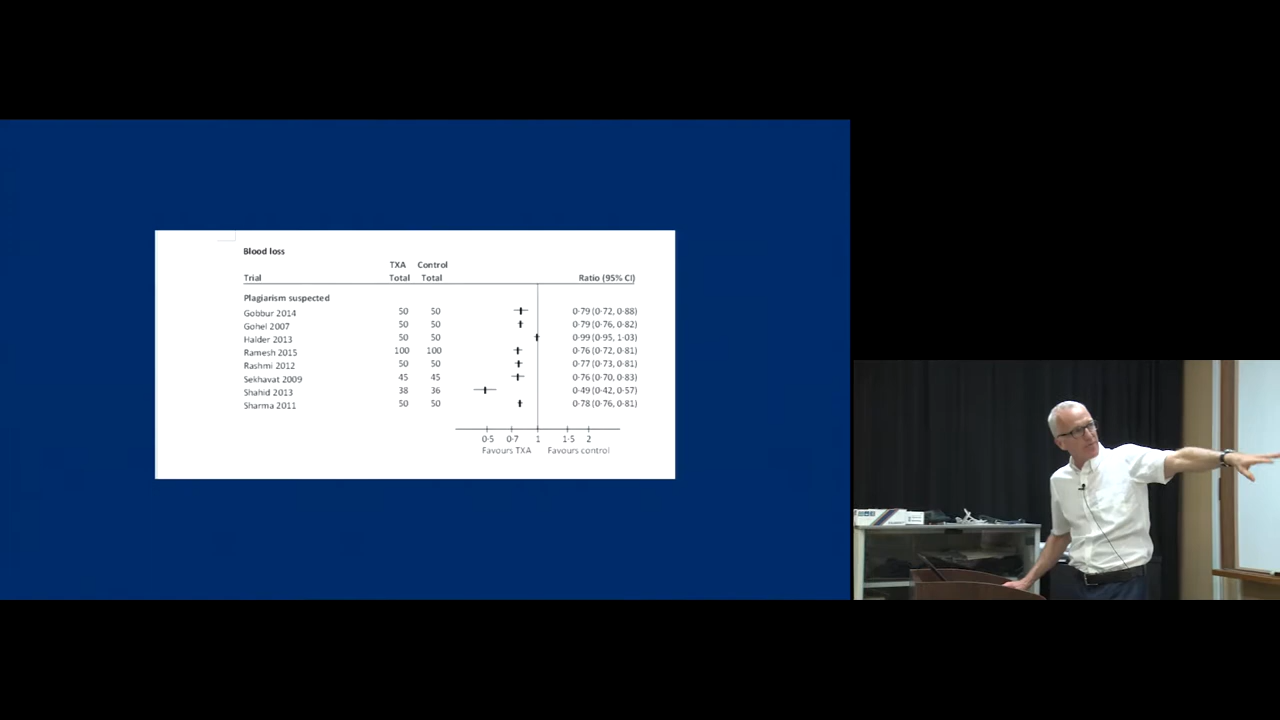 Blood loss
TXA Control
Trial Total Total Ratio (95% CI)
Plagiarism suspected
Gobbur 2014 50 50 0·79 (0·72, 0·88)
Gohel 2007 50 50 0·79 (0·76, 0·82)
Halder 2013 50 50 0·99 (0·95, 1·03)
Ramesh 2015 100 100 0·76 (0·72, 0·81)
Rashmi 2012 50 50 0·77 (0·73, 0·81)
Sekhavat 2009 45 45 0·76 (0·70, 0·83)
Shahid 2013 38 36 0·49 (0·42, 0·57)
Sharma 2011 50 50 0·78 (0·76, 0·81)
0·5 0·7 1 1·5 2
Favours TXA Favours control